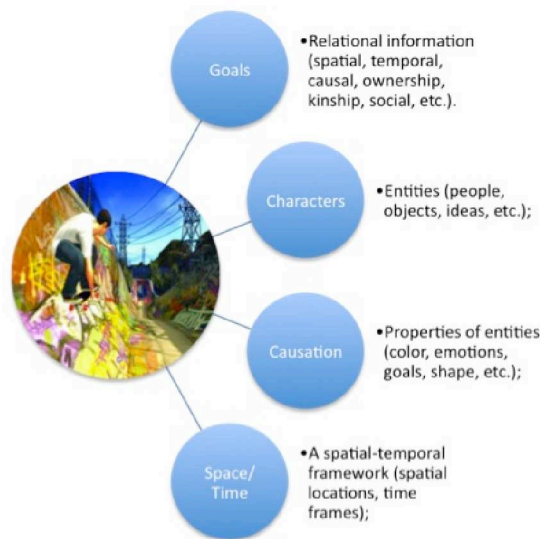 Goals
•Relational information
(spatial, temporal,
causal, ownership,
kinship, social, etc.).
Characters
•Entities (people,
objects, ideas, etc.);
Causation
•Properties of entities
(color, emotions,
goals, shape, etc.);
Space/
Time
•A spatial-temporal
framework (spatial
locations, time
frames);